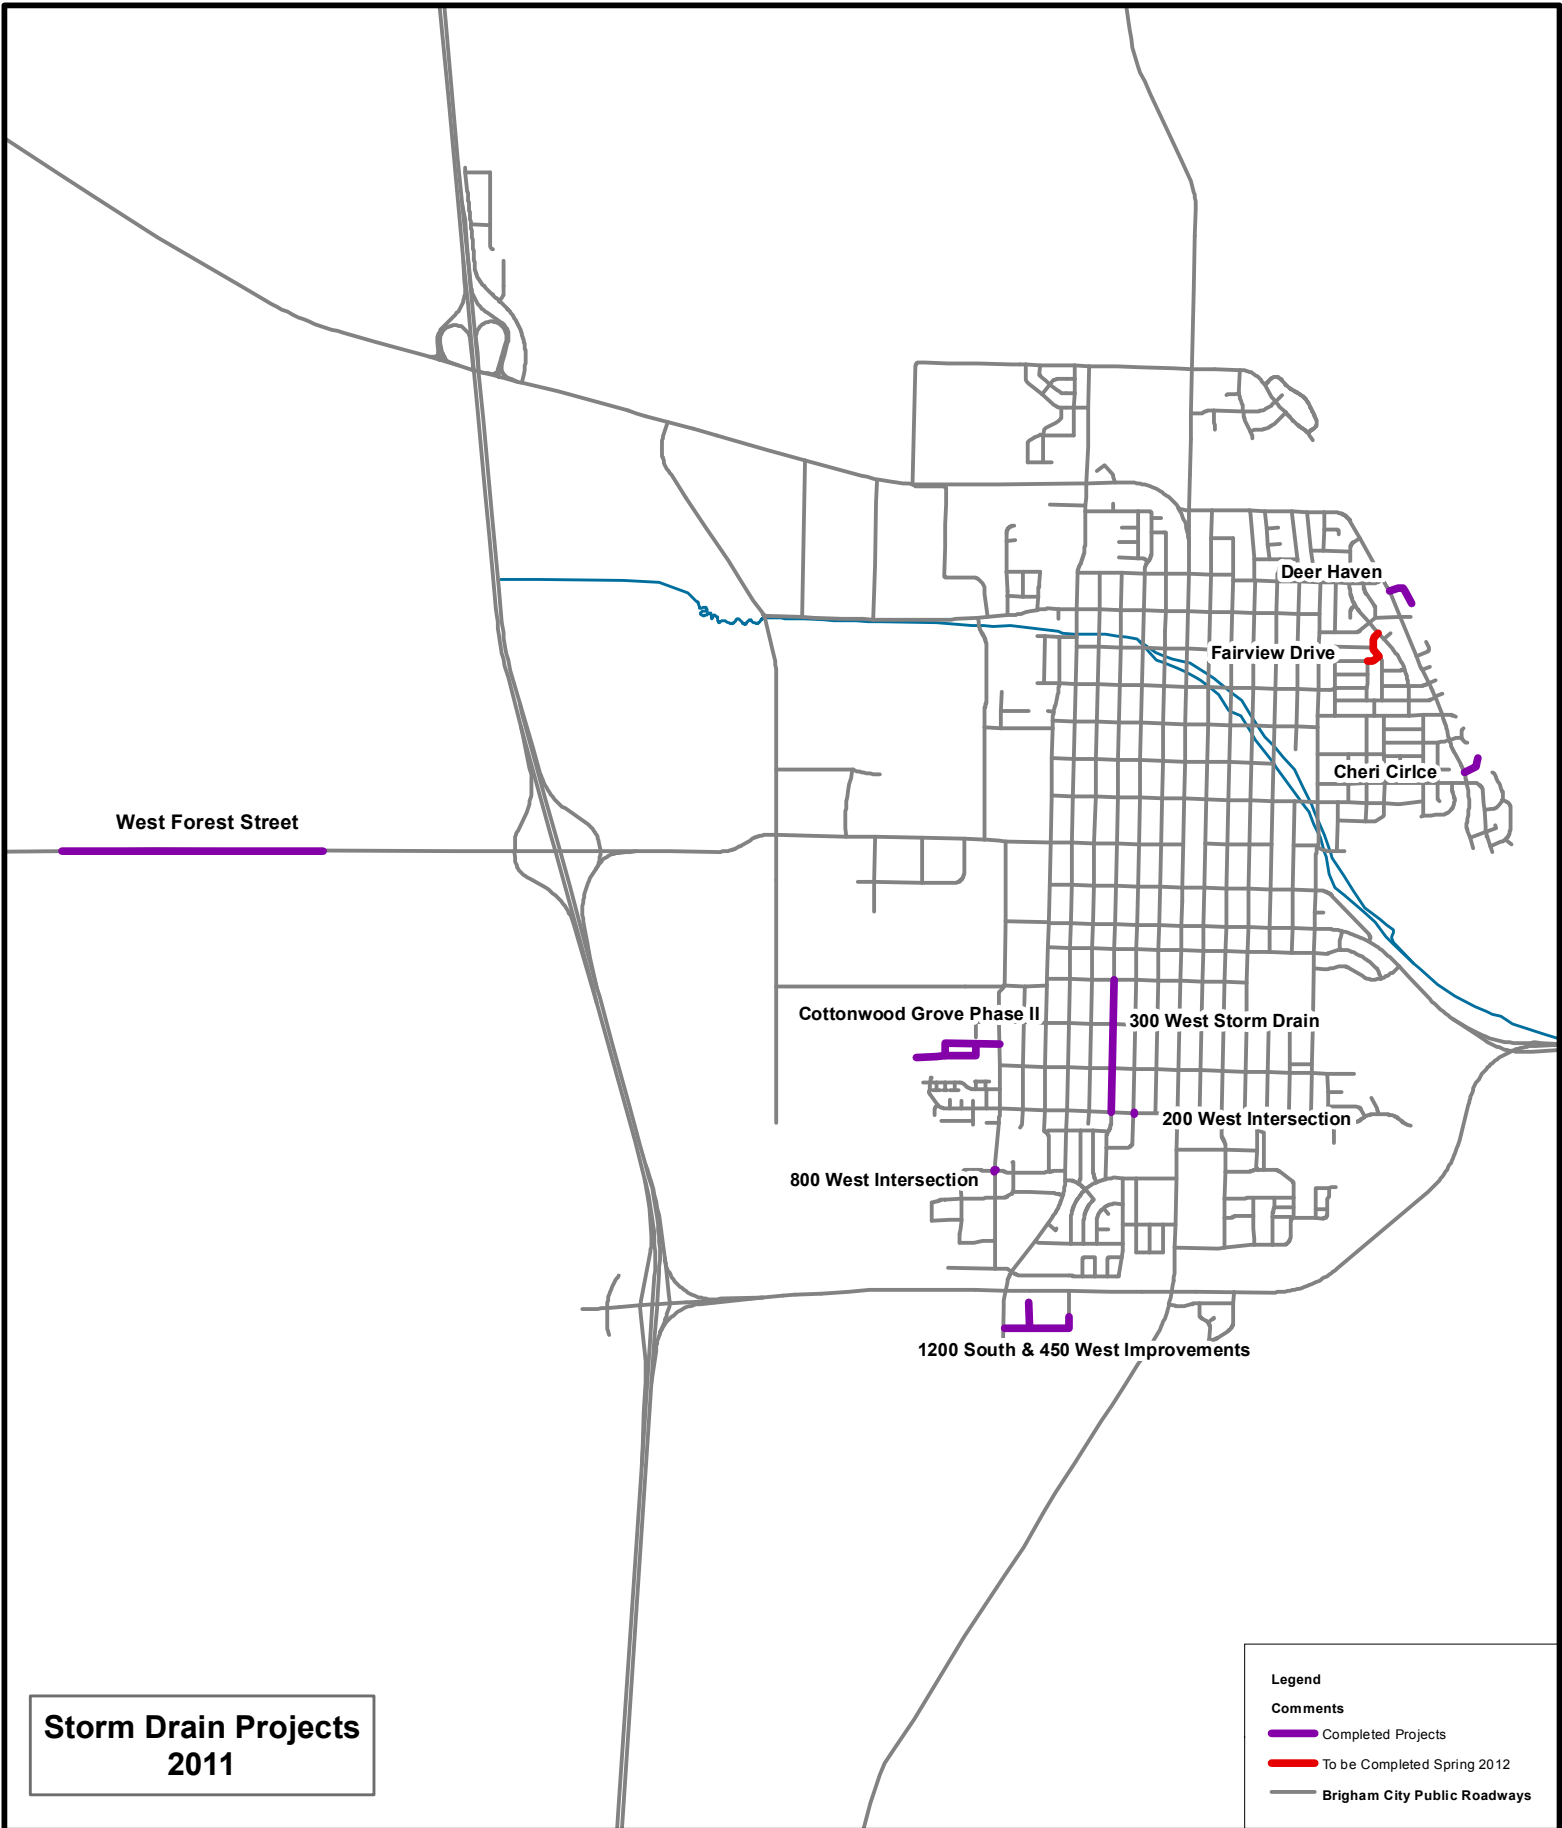 Deer Haven
Fairview Drive
Cheri Cirlce
West Forest Street
Cottonwood Grove Phase II
300 West Storm Drain
200 West Intersection
800 West Intersection
1200 South & 450 West Improvements
Storm Drain Projects
2011
Legend
Comments
Completed Projects
To be Completed Spring 2012
Brigham City Public Roadways